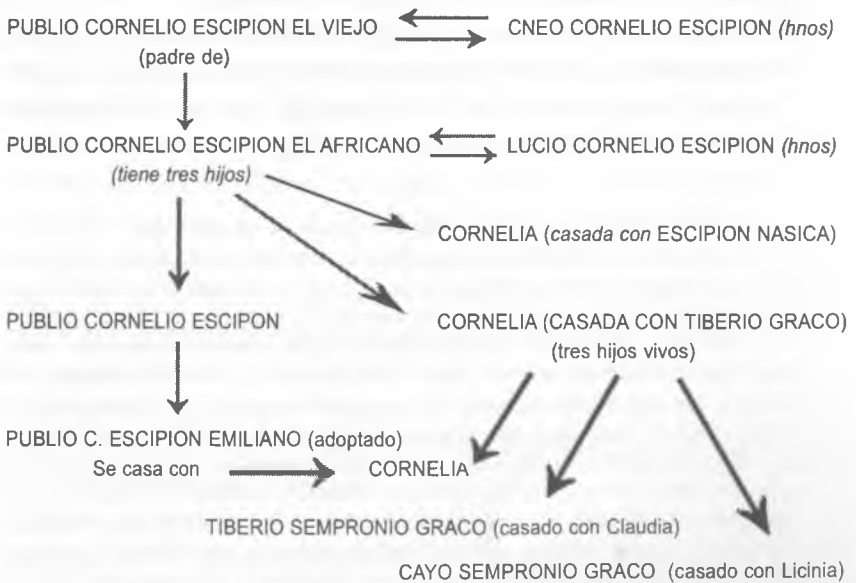 PUBLIO CORNELIO ESCIPION EL VIEJO CNEO CORNELIO ESCIPION (hnos)
(padre de)
PUBLIO CORNELIO ESCIPION EL AFRICANO LUCIO CORNELIO ESCIPION (hnos)
(tiene tres hijos)
CORNELIA (casada con ESCIPION NASICA)
PUBLIO CORNELIO ESCIPON CORNELIA (CASADA CON TIBERIO GRACO)
(tres hijos vivos)
PUBLIO C. ESCIPION EMILIANO (adoptado)
Se casa con CORNELIA
TIBERIO SEMPRONIO GRACO (casado con Claudia)
CAYO SEMPRONIO GRACO (casado con Licinia)